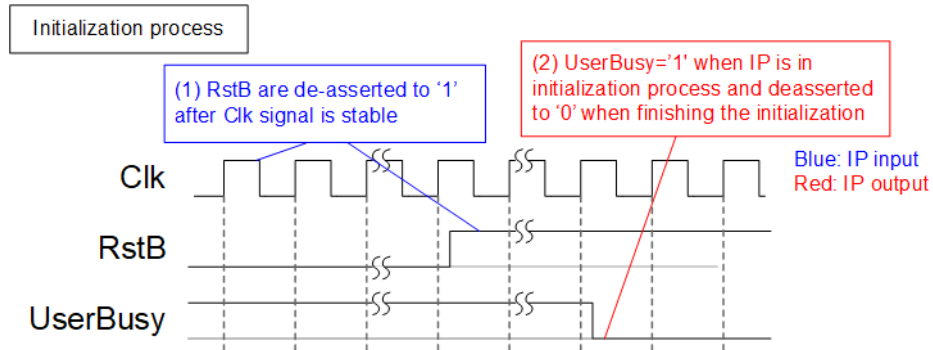 Initialization process
(1) RstB are de-asserted to ‘1’
after Clk signal is stable
(2) UserBusy=’1' when IP is in
initialization process and deasserted
to ‘0’ when finishing the initialization
Blue: IP input
Red: IP output
Clk
RstB
UserBusy